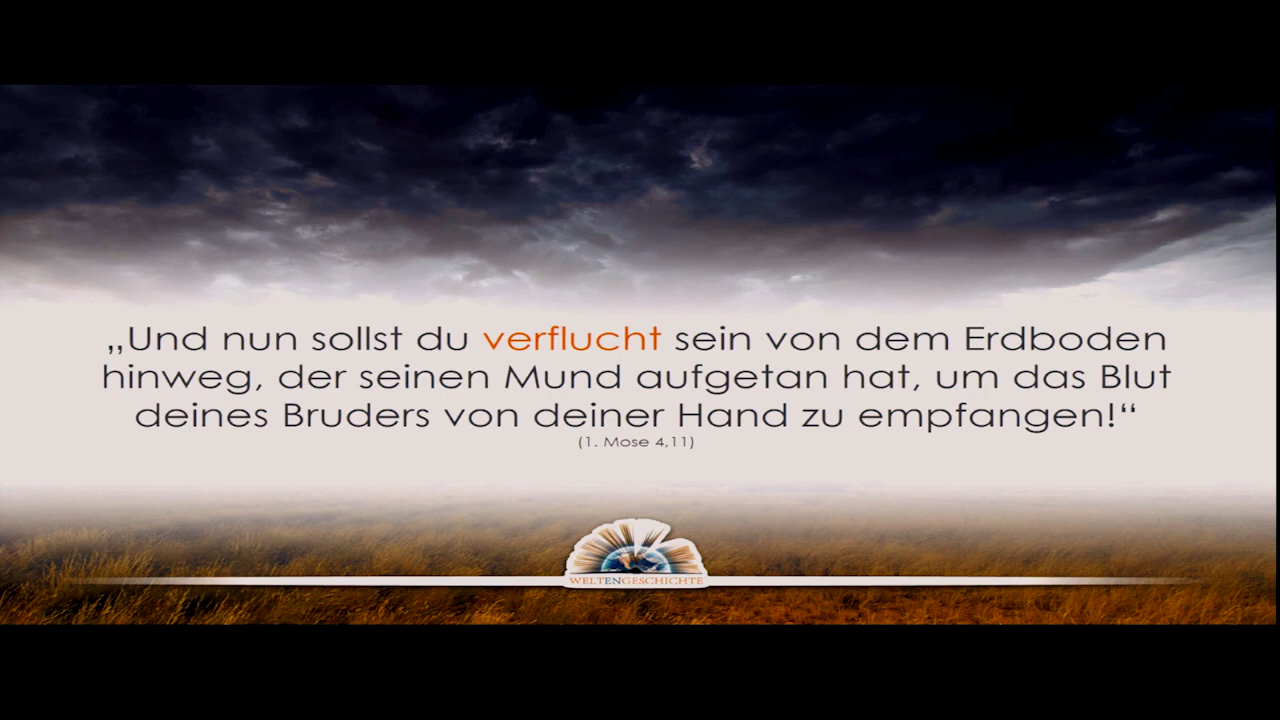 „Und nun sollst du verflucht sein von dem Erdboden
hinweg, der seinen Mund aufgetan hat, um das Blut
deines Bruders von deiner Hand zu empfangen!“
(1. Mose 4,11)
WELTENGESCHICHTE